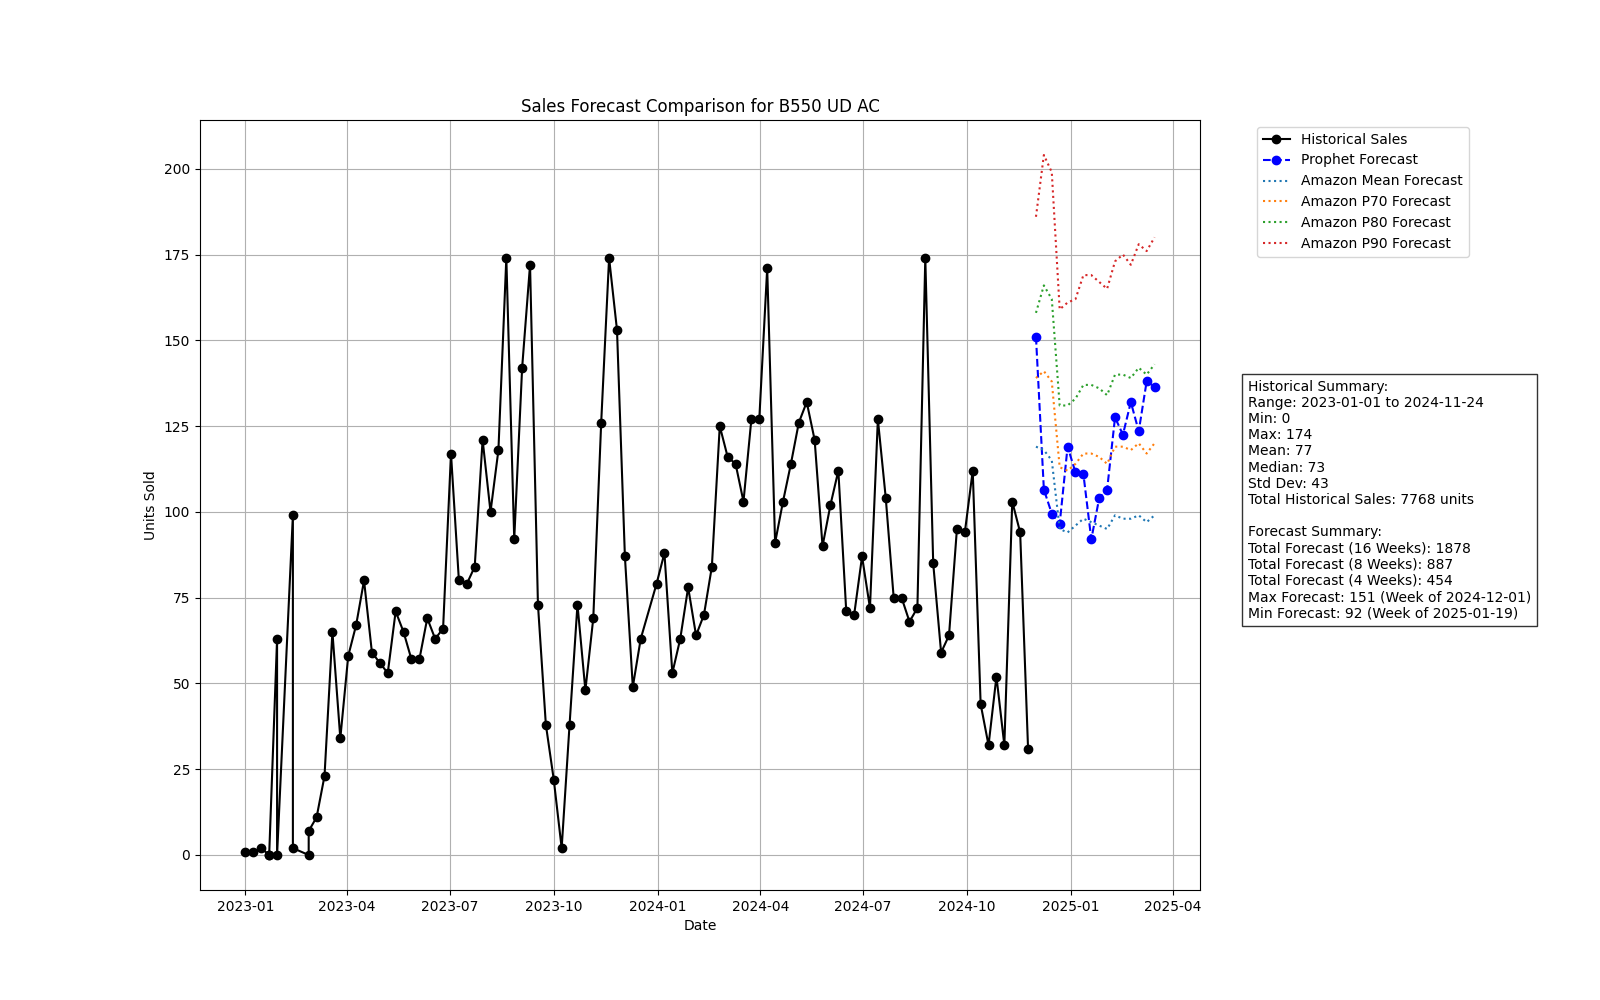 Sales Forecast Comparison for B550 UD AC
Historical Sales
Prophet Forecast
Amazon Mean Forecast
Amazon P70 Forecast
Amazon P80 Forecast
Amazon P90 Forecast
Units Sold
200
175
150
125
100
75
50
25
0
2023-01
2023-04
2023-07
2023-10
2024-01
2024-04
2024-07
2024-10
2025-01
2025-04
Date
Historical Summary:
Range: 2023-01-01 to 2024-11-24
Min: 0
Max: 174
Mean: 77
Median: 73
Std Dev: 43
Total Historical Sales: 7768 units
Forecast Summary:
Total Forecast (16 Weeks): 1878
Total Forecast (8 Weeks): 887
Total Forecast (4 Weeks): 454
Max Forecast: 151 (Week of 2024-12-01)
Min Forecast: 92 (Week of 2025-01-19)